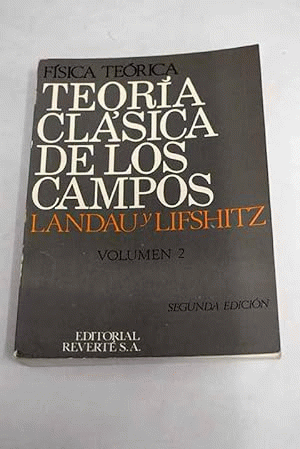 FÍSICA TEÓRICA
TEORÍA
CLÁSICA
DE LOS
CAMPOS
LANDAU y LIFSHITZ
VOLUMEN 2
SEGUNDA EDICIÓN
EDITORIAL
REVERTÉ S.A.